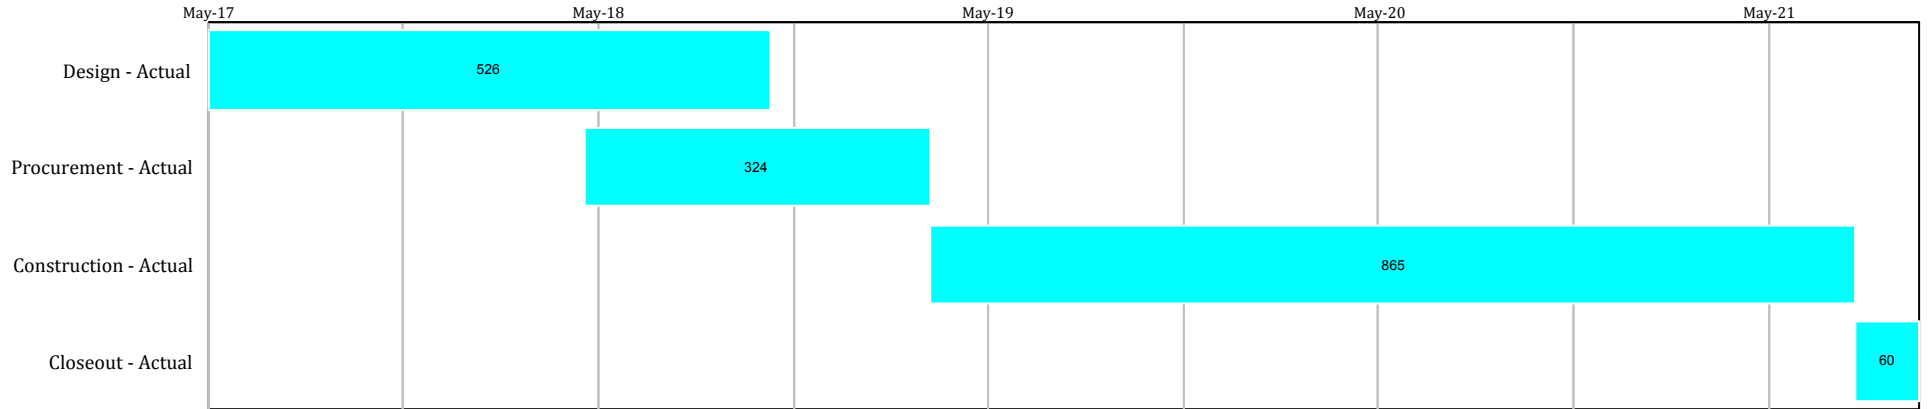 May-17 May-18 May-19 May-20 May-21
Design - Actual 526
Procurement - Actual 324
Construction - Actual 865
Closeout - Actual 60